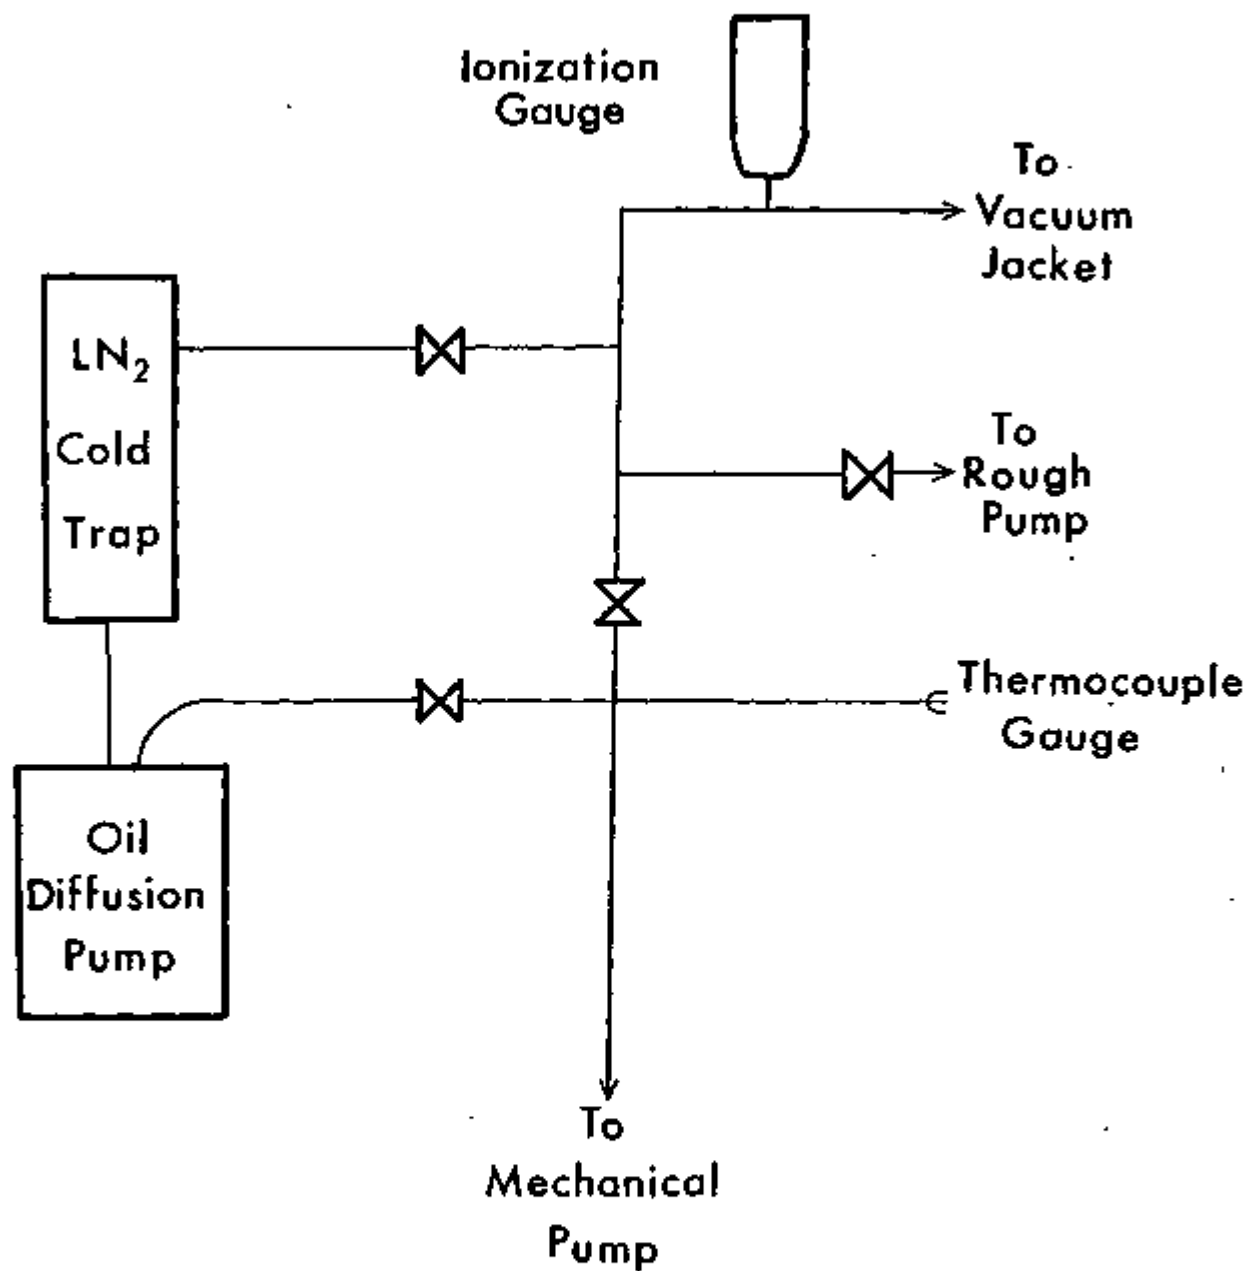 Ionization
Gauge
To
Vacuum
Jacket
LN₂
Cold
Trap
To
Rough
Pump
Thermocouple
Gauge
Oil
Diffusion
Pump
To
Mechanical
Pump